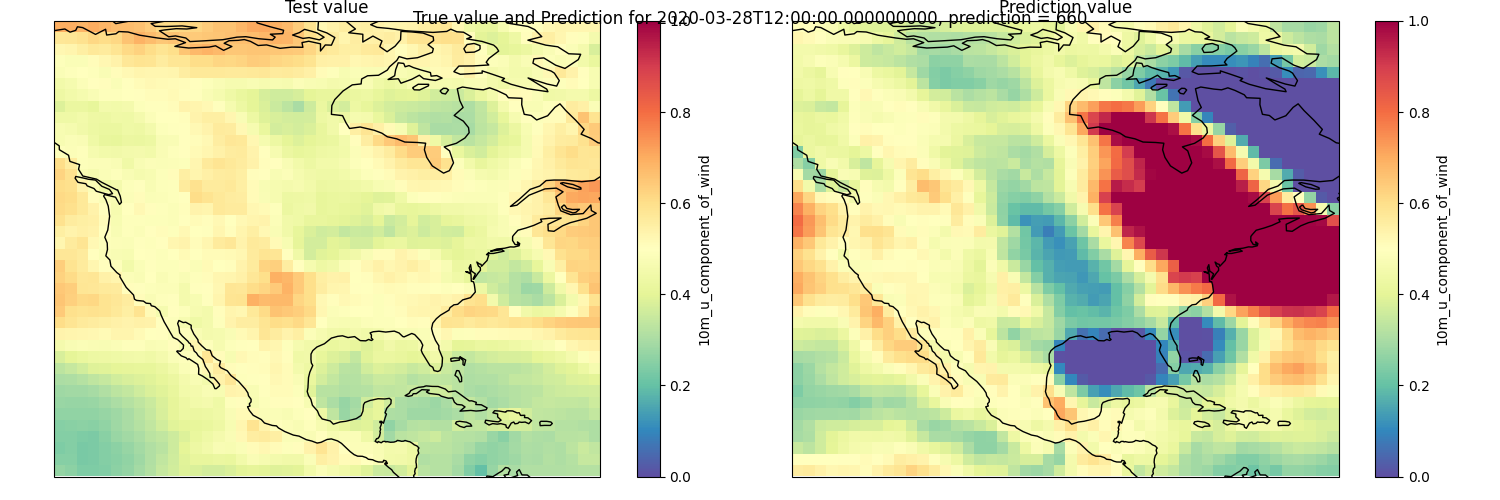 Test value
Prediction value
True value and Prediction for 2020-03-28T12:00:00.000000000, prediction = 660
1.0
0.8
0.6
0.4
0.2
0.0
10m_u_component_of_wind
1.0
0.8
0.6
0.4
0.2
0.0
10m_u_component_of_wind